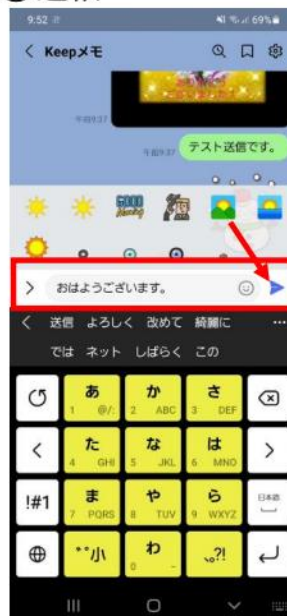 9:52
69%
< Keepメモ
午前9:37
午前9:37
テスト送信です。
GOOD Morning
> おはようございます。
< 送信 よろしく 改めて 綺麗に ...
では ネット しばらく この
あ
1 @/:
か
2 ABC
さ
3 DEF
<
た
4 GHI
な
5 JKL
は
6 MNO
>
!#1
ま
7 PQRS
や
8 TUV
ら
9 WXYZ
日本語
小
わ
0 -
、。?!